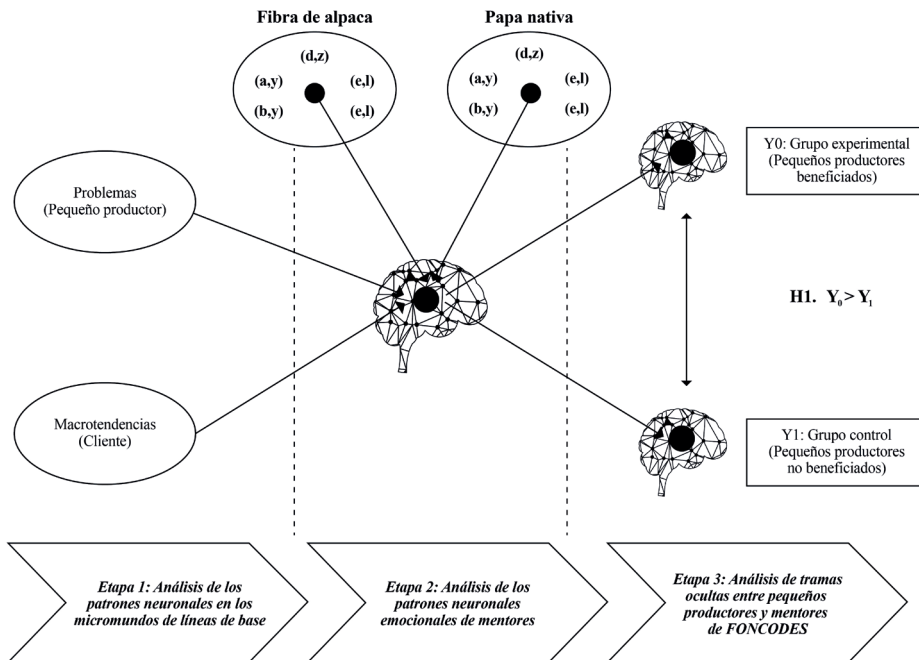 Fibra de alpaca
Papa nativa
(d,z)
(a,y)
(e,l)
(b,y)
(e,l)
(d,z)
(a,y)
(e,l)
(b,y)
(e,l)
Problemas
(Pequeño productor)
Macrotendencias
(Cliente)
Y0: Grupo experimental
(Pequeños productores
beneficiados)
H1. Y₀ > Y₁
Y1: Grupo control
(Pequeños productores
no beneficiados)
Etapa 1: Análisis de los
patrones neuronales en los
micromundos de líneas de base
Etapa 2: Análisis de los
patrones neuronales
emocionales de mentores
Etapa 3: Análisis de tramas
ocultas entre pequeños
productores y mentores
de FONCODES